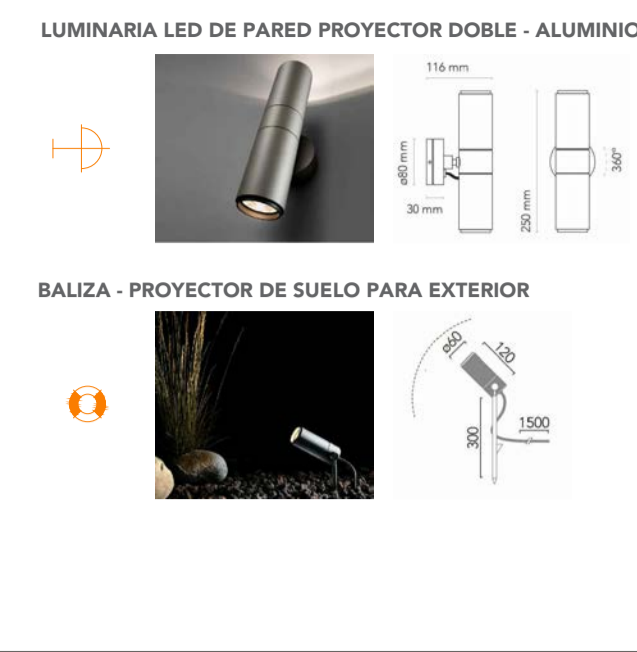 LUMINARIA LED DE PARED PROYECTOR DOBLE - ALUMINIO
116 mm
ø80 mm
30 mm
250 mm
360º
BALIZA - PROYECTOR DE SUELO PARA EXTERIOR
ø60
120
300
1500